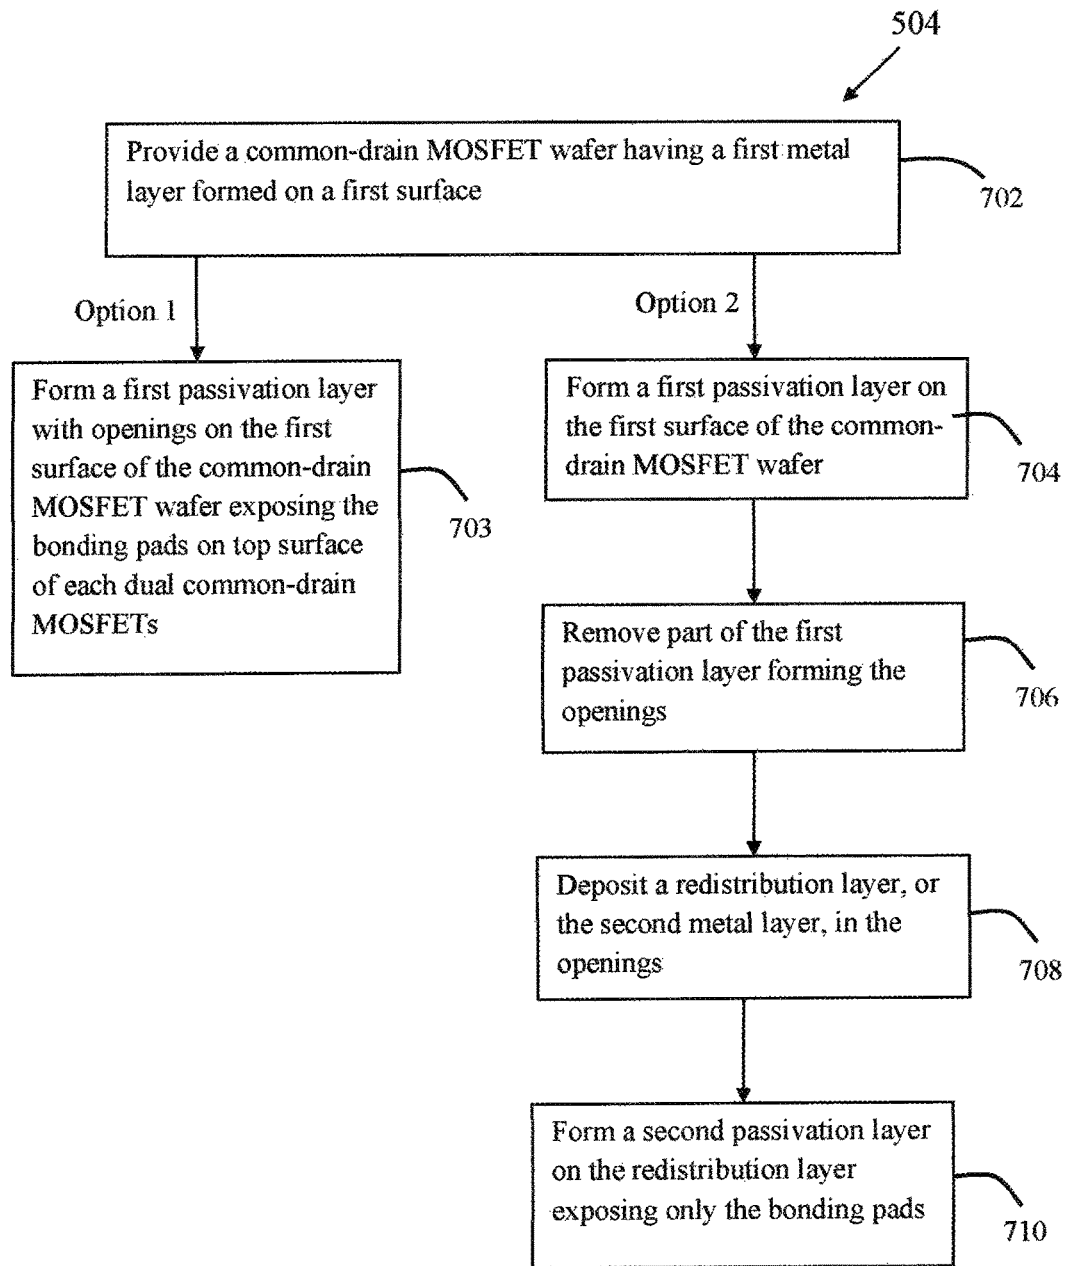 504
Provide a common-drain MOSFET wafer having a first metal
layer formed on a first surface
702
Option 1
Option 2
Form a first passivation layer
with openings on the first
surface of the common-drain
MOSFET wafer exposing the
bonding pads on top surface
of each dual common-drain
MOSFETs
703
Form a first passivation layer on
the first surface of the common-
drain MOSFET wafer
704
Remove part of the first
passivation layer forming the
openings
706
Deposit a redistribution layer, or
the second metal layer, in the
openings
708
Form a second passivation layer
on the redistribution layer
exposing only the bonding pads
710